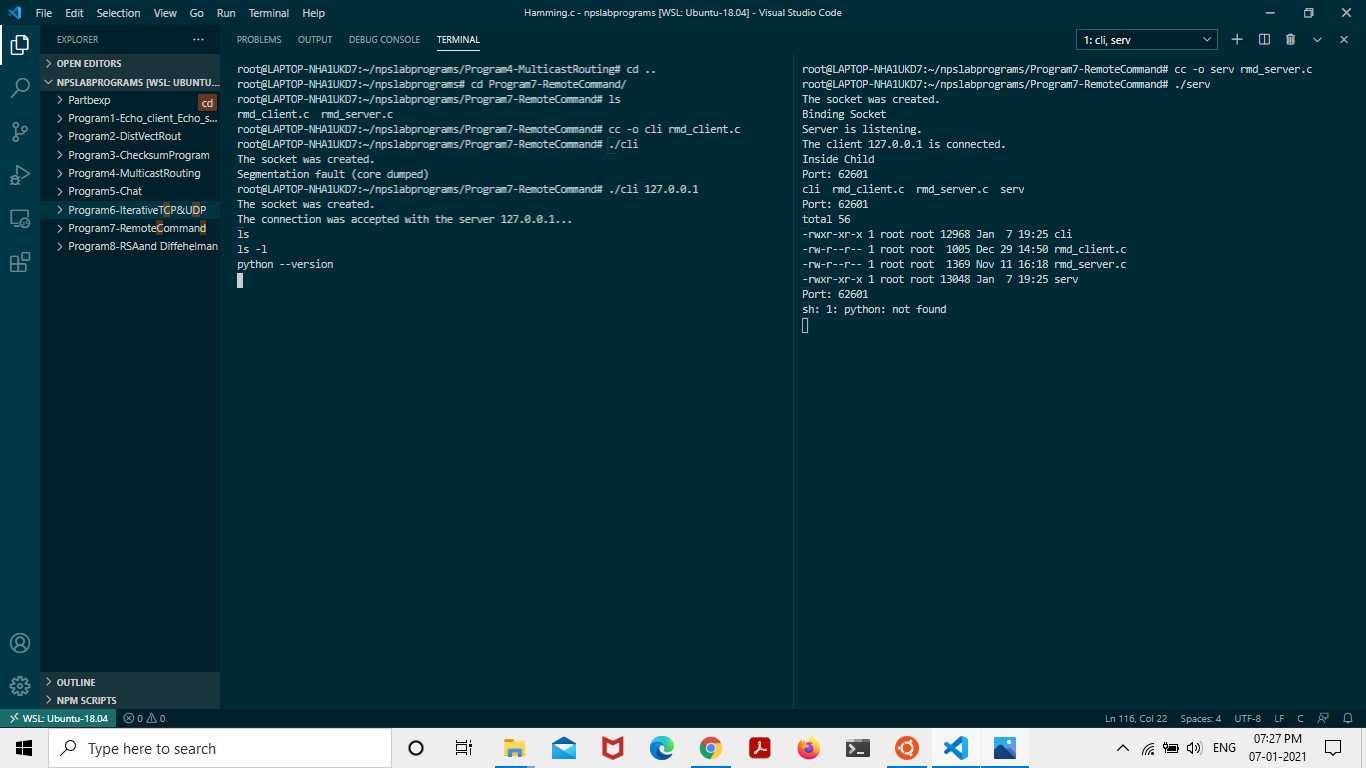 File Edit Selection View Go Run Terminal Help
Hamming.c - npslabprograms [WSL: Ubuntu-18.04] - Visual Studio Code
EXPLORER
OPEN EDITORS
NPSLABPROGRAMS [WSL: UBUNTU...
Partbexp
cd
Program1-Echo_client_Echo_s...
Program2-DistVectRout
Program3-ChecksumProgram
Program4-MulticastRouting
Program5-Chat
Program6-IterativeTCP&UDP
Program7-RemoteCommand
Program8-RSAand Diffehelman
OUTLINE
NPM SCRIPTS
PROBLEMS OUTPUT DEBUG CONSOLE TERMINAL
1: cli, serv
root@LAPTOP-NHA1UKD7:~/npslabprograms/Program4-MulticastRouting# cd ..
root@LAPTOP-NHA1UKD7:~/npslabprograms# cd Program7-RemoteCommand/
root@LAPTOP-NHA1UKD7:~/npslabprograms/Program7-RemoteCommand# ls
rmd_client.c  rmd_server.c
root@LAPTOP-NHA1UKD7:~/npslabprograms/Program7-RemoteCommand# cc -o cli rmd_client.c
root@LAPTOP-NHA1UKD7:~/npslabprograms/Program7-RemoteCommand# ./cli
The socket was created.
Segmentation fault (core dumped)
root@LAPTOP-NHA1UKD7:~/npslabprograms/Program7-RemoteCommand# ./cli 127.0.0.1
The socket was created.
The connection was accepted with the server 127.0.0.1...
ls
ls -l
python --version
root@LAPTOP-NHA1UKD7:~/npslabprograms/Program7-RemoteCommand# cc -o serv rmd_server.c
root@LAPTOP-NHA1UKD7:~/npslabprograms/Program7-RemoteCommand# ./serv
The socket was created.
Binding Socket
Server is listening.
The client 127.0.0.1 is connected.
Inside Child
Port: 62601
cli  rmd_client.c  rmd_server.c  serv
Port: 62601
total 56
-rwxr-xr-x 1 root root 12968 Jan  7 19:25 cli
-rw-r--r-- 1 root root  1005 Dec 29 14:50 rmd_client.c
-rw-r--r-- 1 root root  1369 Nov 11 16:18 rmd_server.c
-rwxr-xr-x 1 root root 13048 Jan  7 19:25 serv
Port: 62601
sh: 1: python: not found
WSL: Ubuntu-18.04 0 0
Ln 116, Col 22 Spaces: 4 UTF-8 LF C
Type here to search
ENG
07:27 PM
07-01-2021